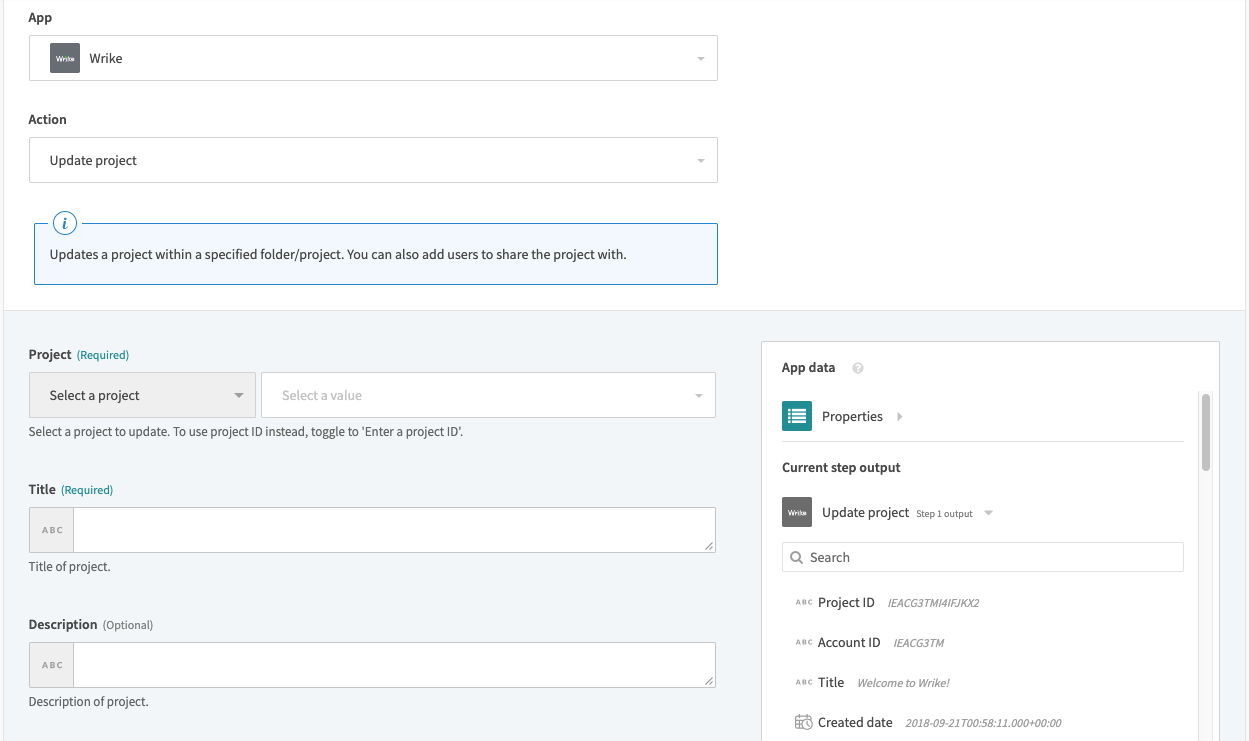 App
Wrike Wrike
Action
Update project
i
Updates a project within a specified folder/project. You can also add users to share the project with.
Project (Required)
Select a project Select a value
Select a project to update. To use project ID instead, toggle to 'Enter a project ID'.
Title (Required)
ABC
Title of project.
Description (Optional)
ABC
Description of project.
App data ?
Properties
Current step output
Wrike Update project Step 1 output
Search
ABC Project ID IEACG3TMI4IFJKX2
ABC Account ID IEACG3TM
ABC Title Welcome to Wrike!
Created date 2018-09-21T00:58:11.000+00:00